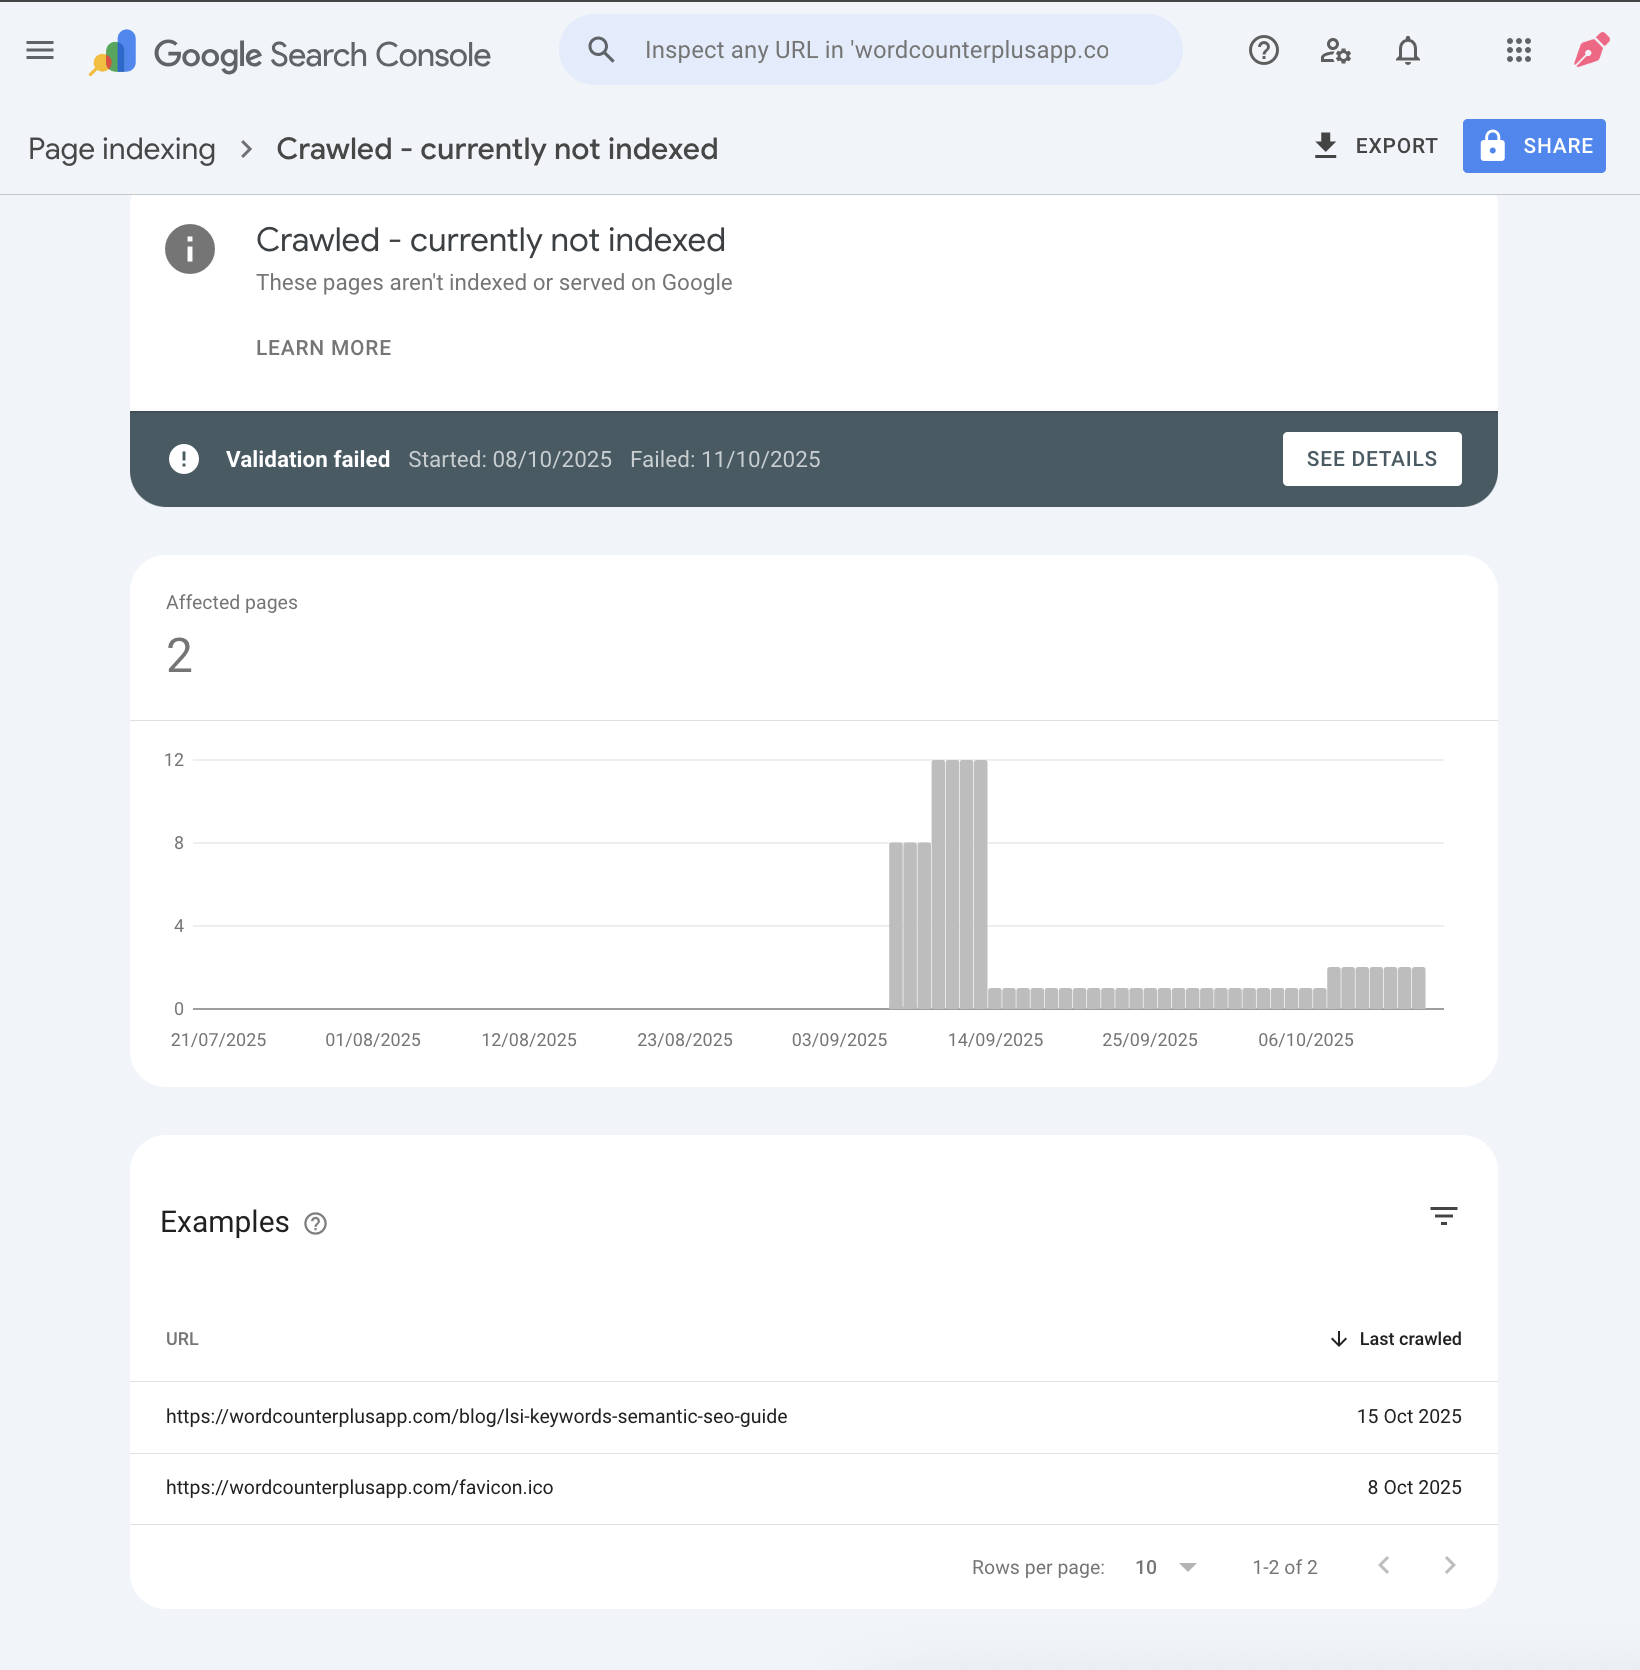 Google Search Console
Inspect any URL in 'wordcounterplusapp.co
Page indexing > Crawled - currently not indexed
EXPORT
SHARE
Crawled - currently not indexed
These pages aren't indexed or served on Google
LEARN MORE
Validation failed Started: 08/10/2025 Failed: 11/10/2025
SEE DETAILS
Affected pages
2
12
8
4
0
21/07/2025 01/08/2025 12/08/2025 23/08/2025 03/09/2025 14/09/2025 25/09/2025 06/10/2025
Examples
URL Last crawled
https://wordcounterplusapp.com/blog/lsi-keywords-semantic-seo-guide 15 Oct 2025
https://wordcounterplusapp.com/favicon.ico 8 Oct 2025
Rows per page: 10 1-2 of 2